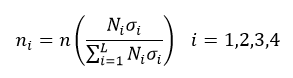 n_i = n ( N_i σ_i / ∑_{i=1}^{L} N_i σ_i ) i = 1,2,3,4